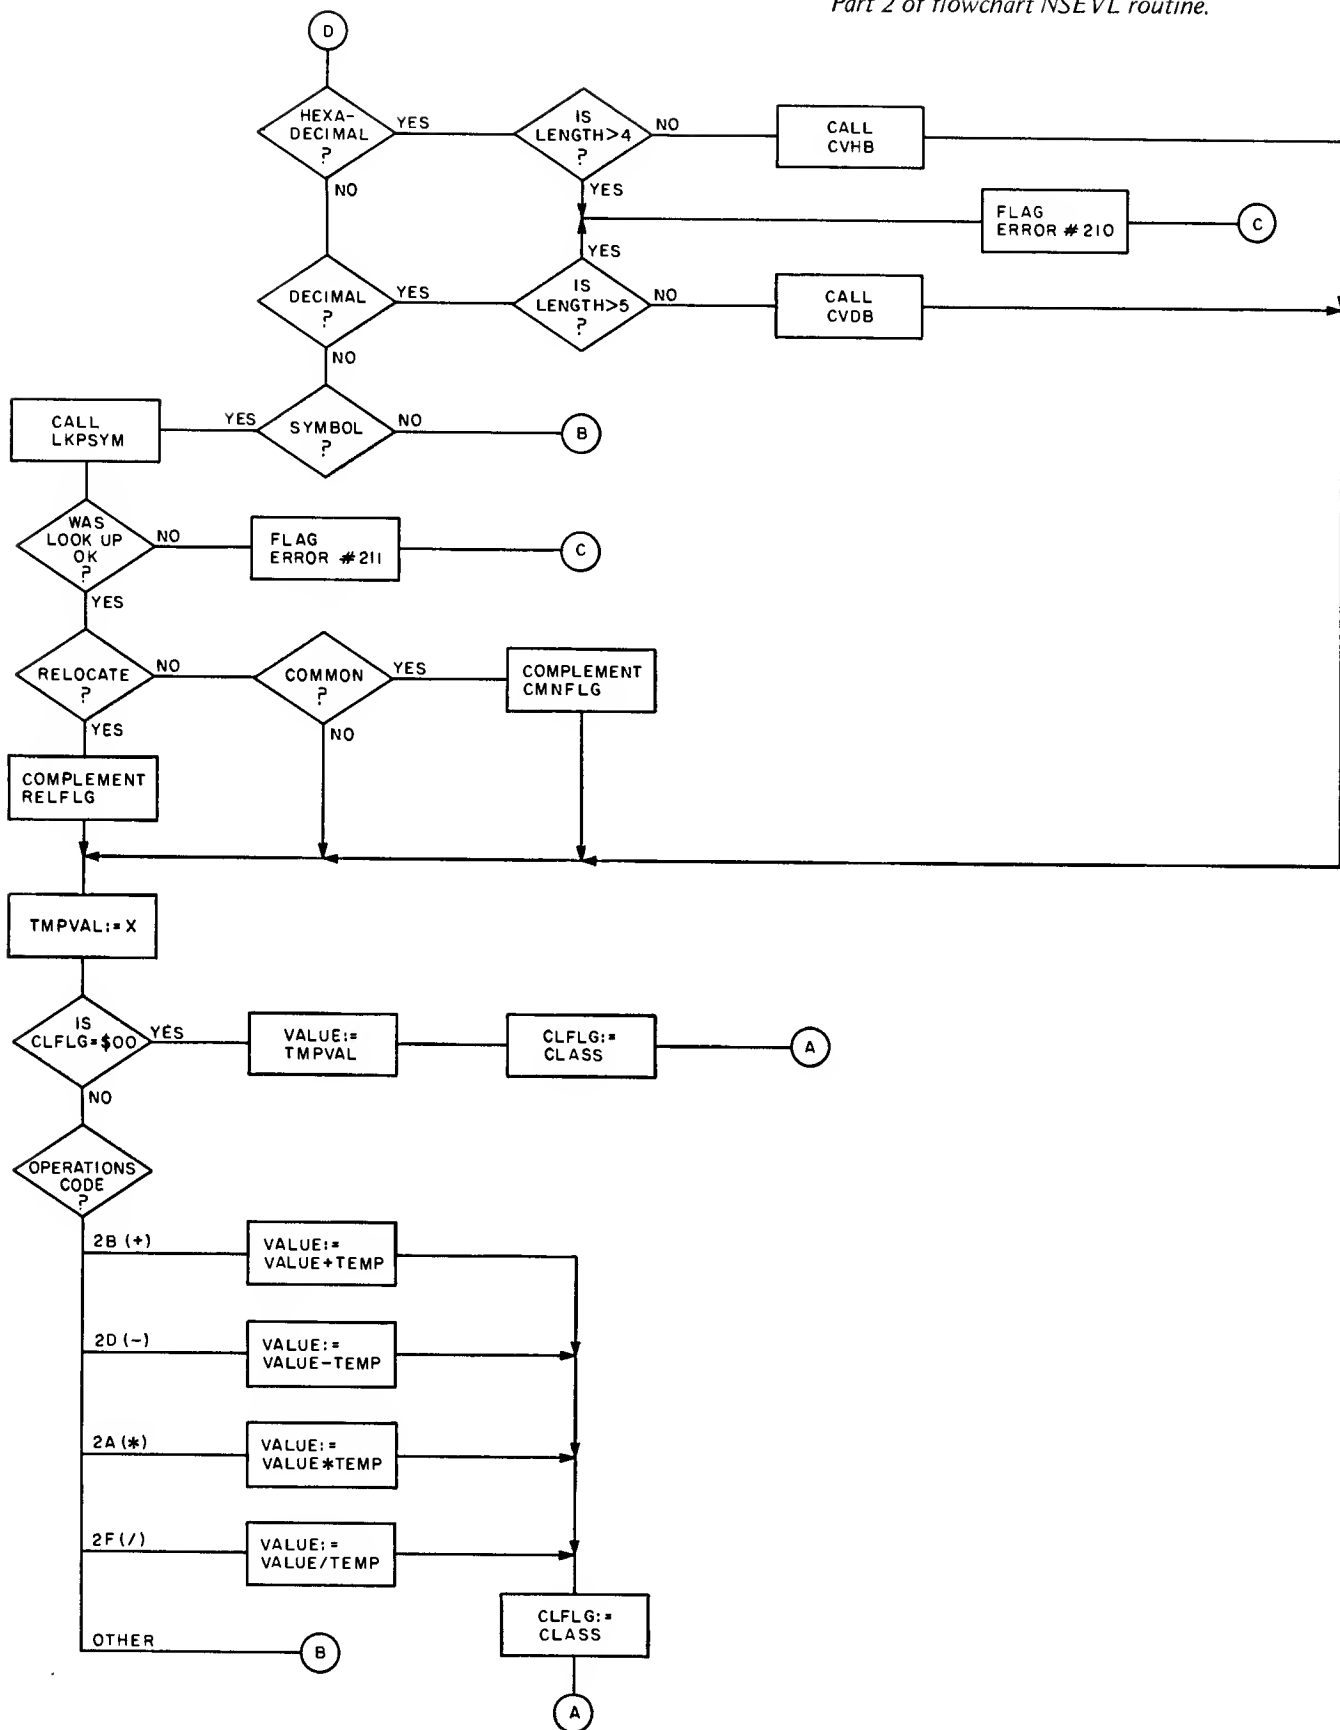 Part 2 of flowchart NSEVL routine.
D
HEXA-
DECIMAL
?
YES
NO
IS
LENGTH>4
?
NO
YES
CALL
CVHB
FLAG
ERROR #210
C
DECIMAL
?
YES
NO
YES
IS
LENGTH>5
?
NO
CALL
CVDB
CALL
LKPSYM
YES
SYMBOL
?
NO
B
WAS
LOOK UP
OK
?
NO
YES
FLAG
ERROR #211
C
RELOCATE
?
NO
YES
COMMON
?
YES
NO
COMPLEMENT
CMNFLG
COMPLEMENT
RELFLG
TMPVAL:=X
IS
CLFLG=$00
YES
NO
VALUE:=
TMPVAL
CLFLG:=
CLASS
A
OPERATIONS
CODE
?
2B (+)
VALUE:=
VALUE+TEMP
2D (-)
VALUE:=
VALUE-TEMP
2A (*)
VALUE:=
VALUE*TEMP
2F (/)
VALUE:=
VALUE/TEMP
CLFLG:=
CLASS
OTHER
B
A